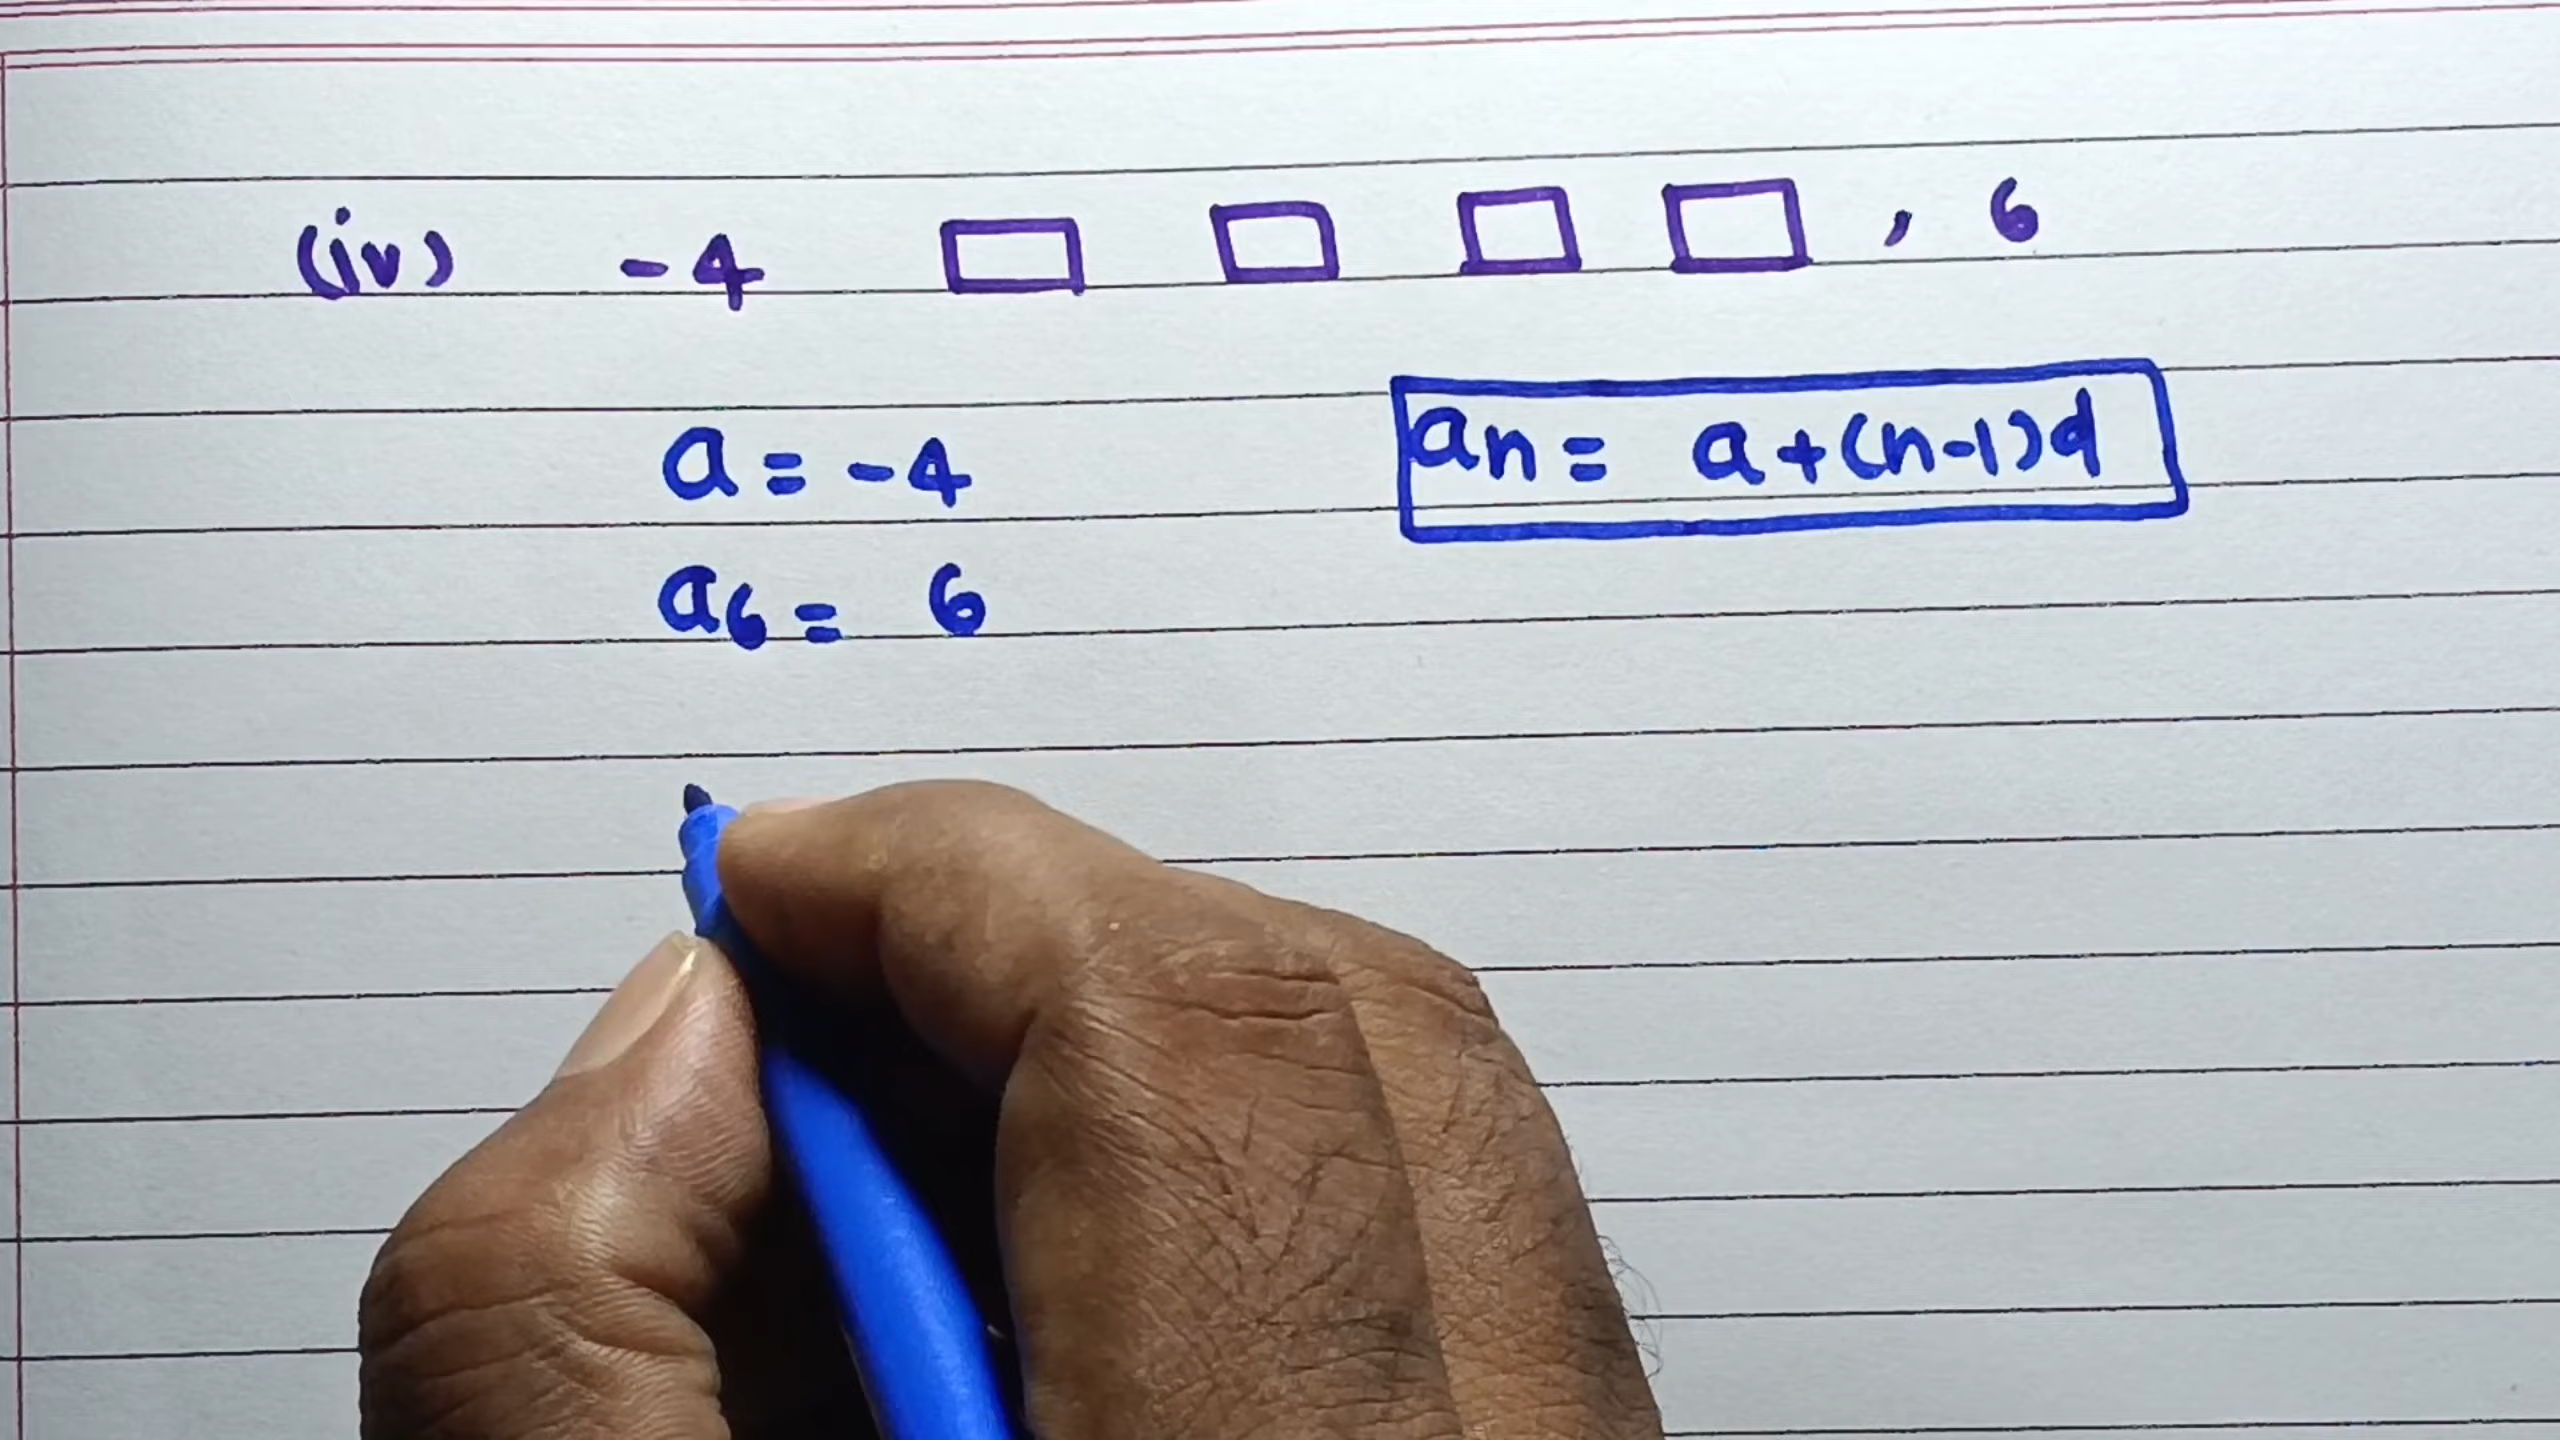 (iv) -4 □ □ □ □ , 6
a = -4 an = a+(n-1)d
a6 = 6